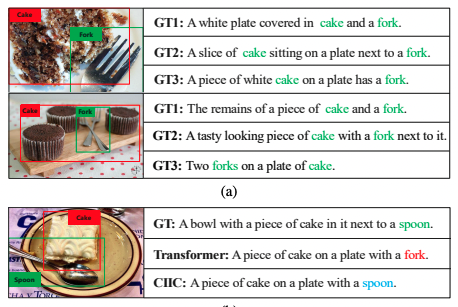 Cake
Fork
GT1: A white plate covered in cake and a fork.
GT2: A slice of cake sitting on a plate next to a fork.
GT3: A piece of white cake on a plate has a fork.
Cake
Fork
GT1: The remains of a piece of cake and a fork.
GT2: A tasty looking piece of cake with a fork next to it.
GT3: Two forks on a plate of cake.
(a)
Cake
Spoon
GT: A bowl with a piece of cake in it next to a spoon.
Transformer: A piece of cake on a plate with a fork.
CIIC: A piece of cake on a plate with a spoon.